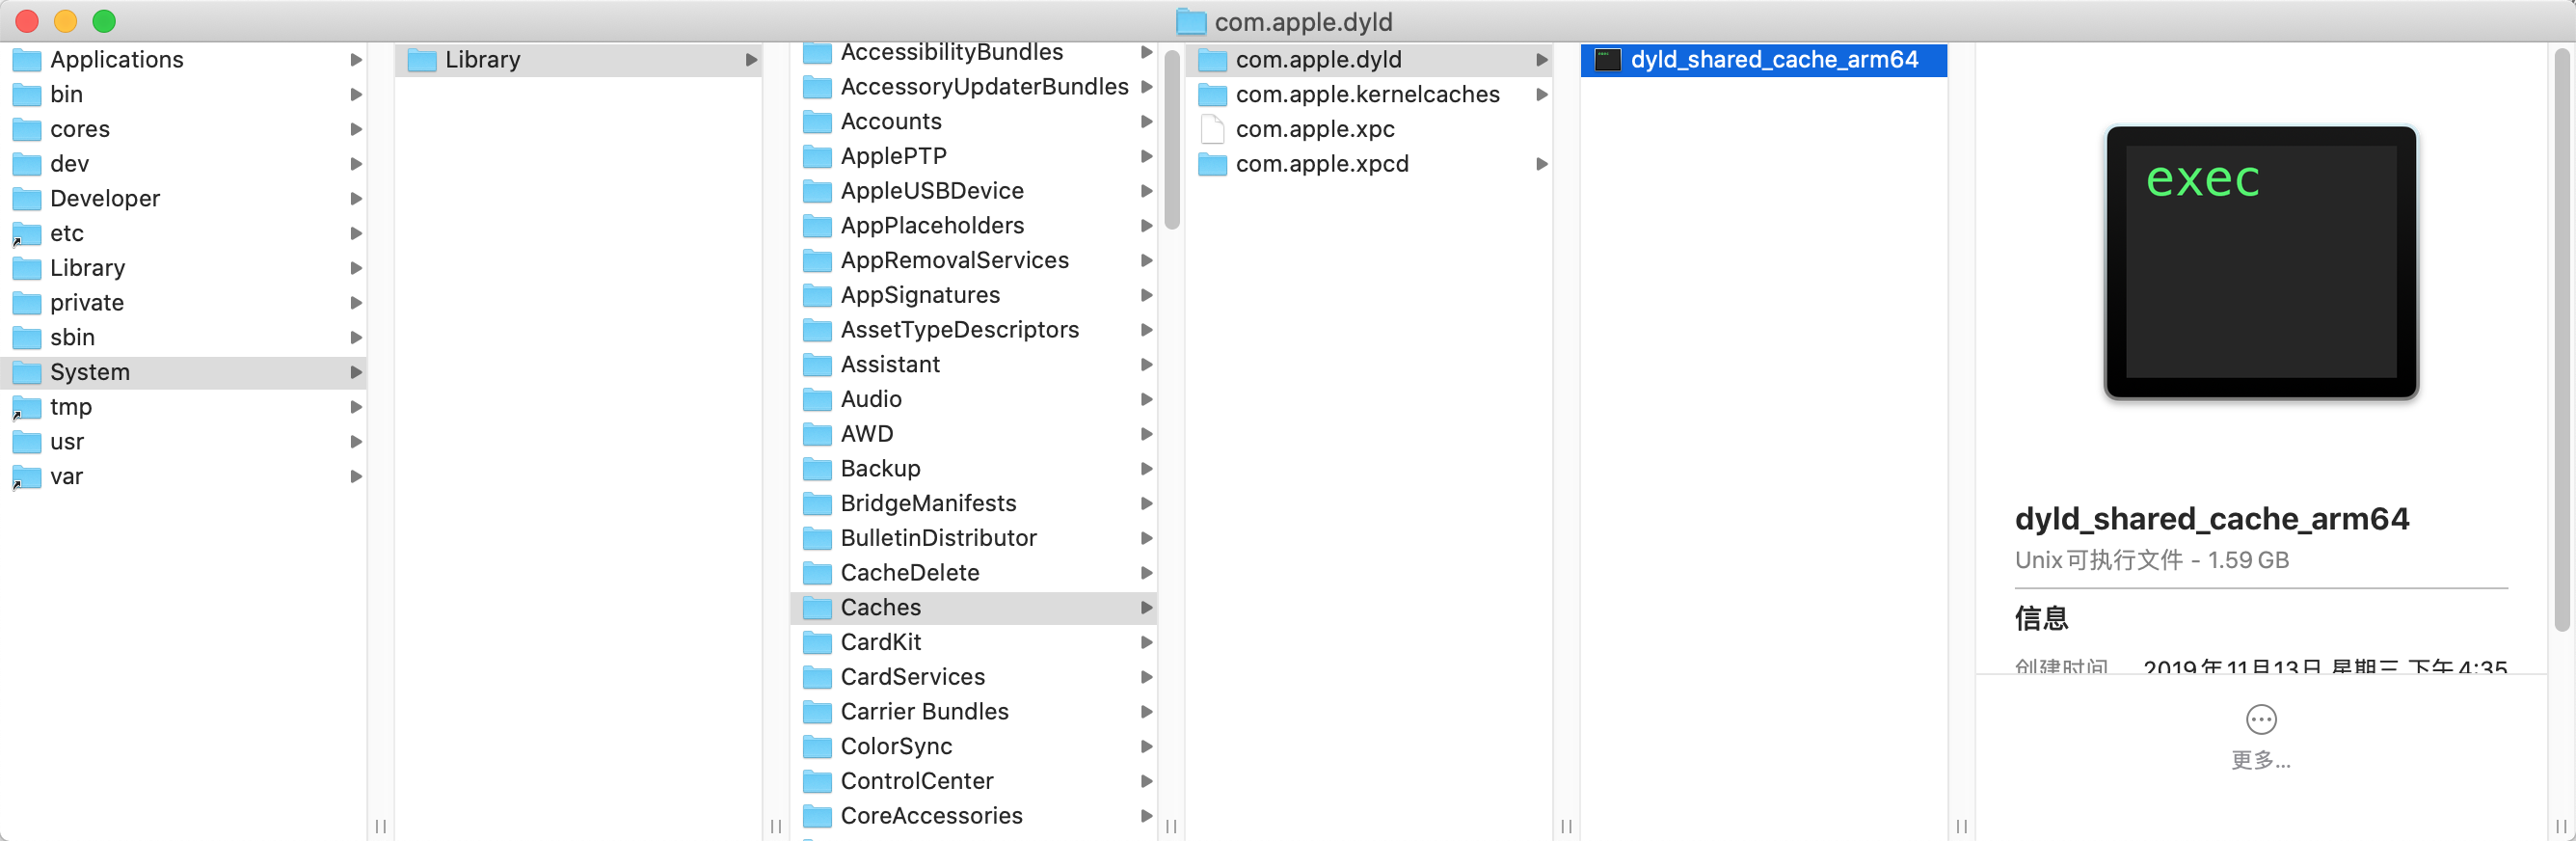 com.apple.dyld
Applications
bin
cores
dev
Developer
etc
Library
private
sbin
System
tmp
usr
var
Library
AccessibilityBundles
AccessoryUpdaterBundles
Accounts
ApplePTP
AppleUSBDevice
AppPlaceholders
AppRemovalServices
AppSignatures
AssetTypeDescriptors
Assistant
Audio
AWD
Backup
BridgeManifests
BulletinDistributor
CacheDelete
Caches
CardKit
CardServices
Carrier Bundles
ColorSync
ControlCenter
CoreAccessories
com.apple.dyld
com.apple.kernelcaches
com.apple.xpc
com.apple.xpcd
dyld_shared_cache_arm64
exec
dyld_shared_cache_arm64
Unix可执行文件 - 1.59 GB
信息
创建时间 2019年11月13日 星期三 下午4:35
更多...